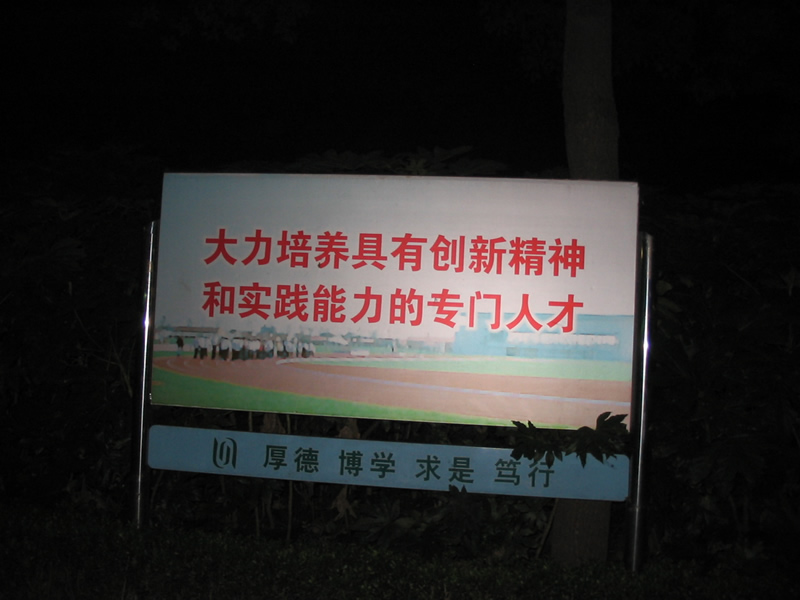 大力培养具有创新精神
和实践能力的专门人才
厚德 博学 求是 笃行